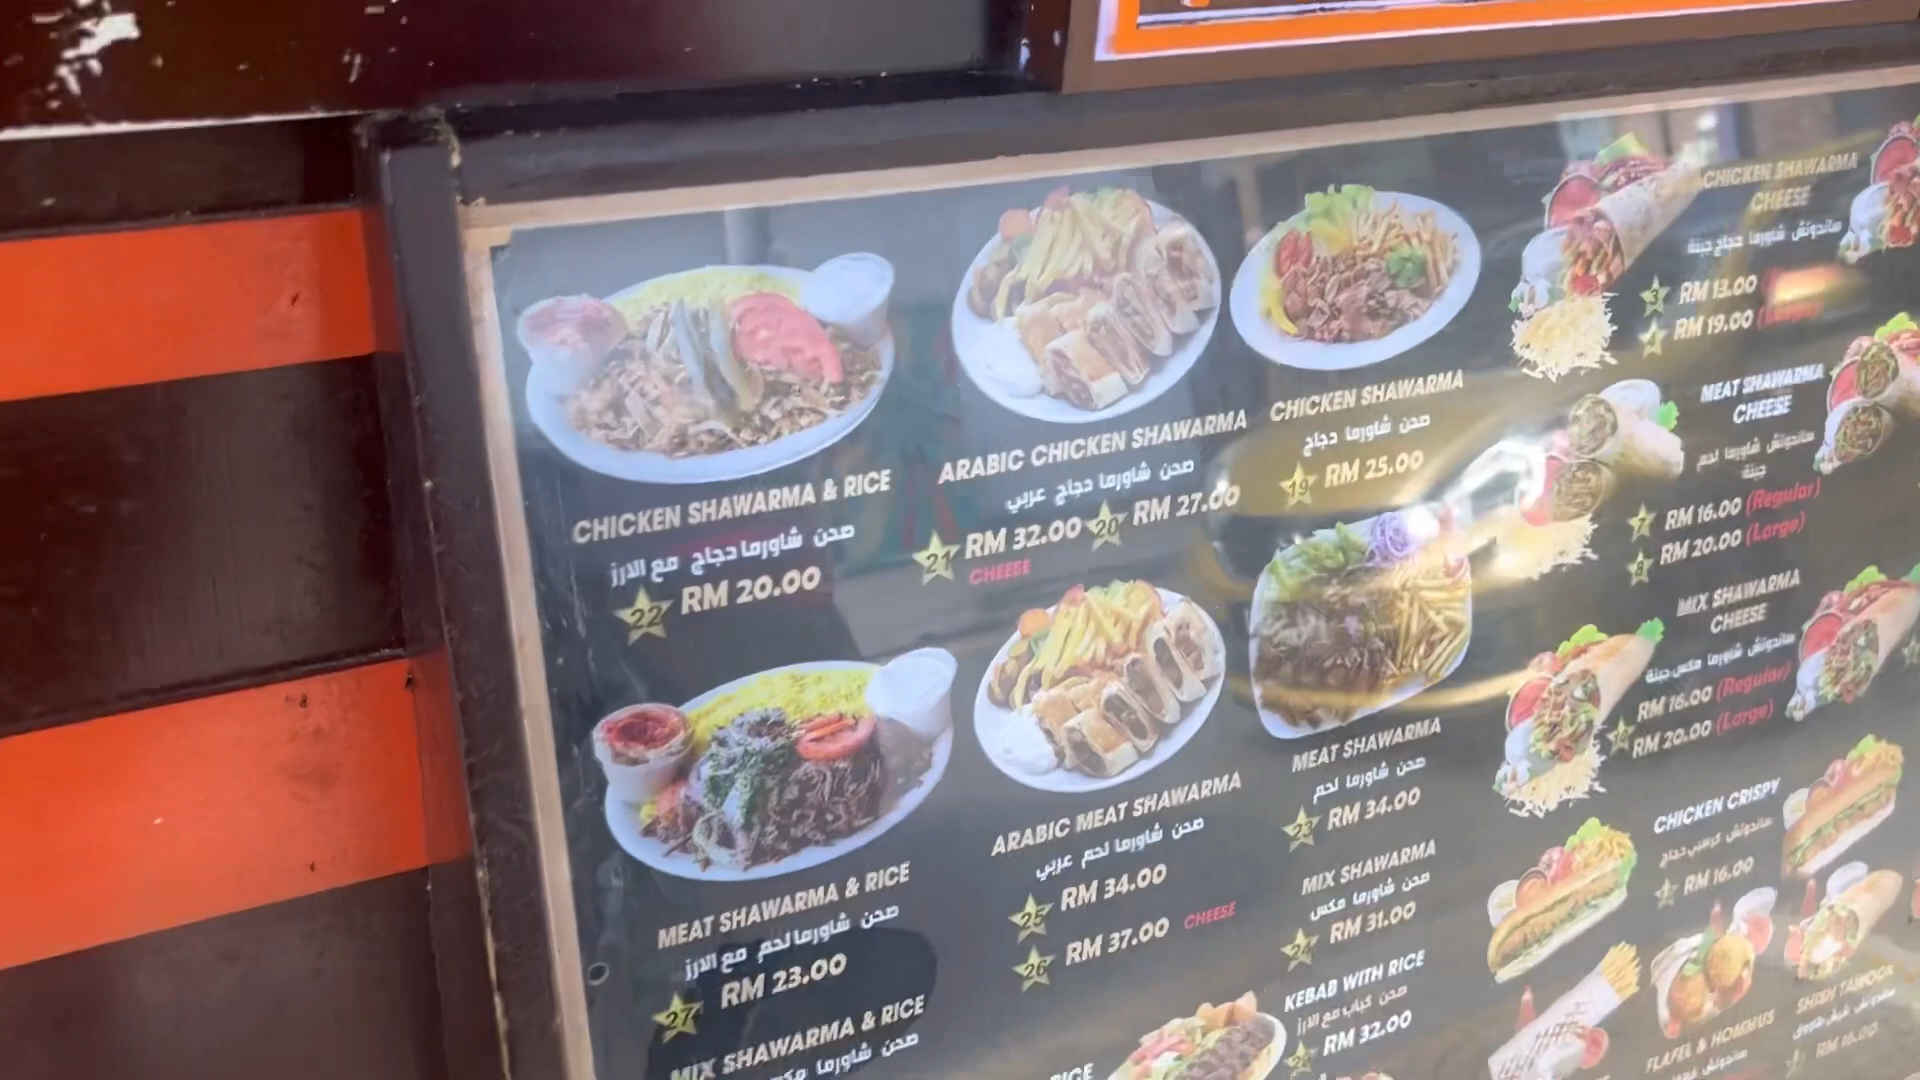 CHICKEN SHAWARMA & RICE
صحن شاورما دجاج مع الارز
22 RM 20.00
MEAT SHAWARMA & RICE
صحن شاورما لحم مع الارز
RM 23.00
27
MIX SHAWARMA & RICE
صحن شاورما
ARABIC CHICKEN SHAWARMA
صحن شاورما دجاج عربي
21 RM 32.00 20 RM 27.00
CHEESE
ARABIC MEAT SHAWARMA
صحن شاورما لحم عربي
25 RM 34.00
26 RM 37.00 CHEESE
RICE
CHICKEN SHAWARMA
صحن شاورما دجاج
19 RM 25.00
MEAT SHAWARMA
صحن شاورما لحم
23 RM 34.00
MIX SHAWARMA
صحن شاورما مكس
24 RM 31.00
KEBAB WITH RICE
صحن كباب مع الارز
RM 32.00
CHICKEN SHAWARMA
CHEESE
ساندوتش شاورما دجاج جبنة
3 RM 13.00
4 RM 19.00 (Large)
MEAT SHAWARMA
CHEESE
ساندوتش شاورما لحم
جبنة
7 RM 16.00 (Regular)
8 RM 20.00 (Large)
MIX SHAWARMA
CHEESE
ساندوتش شاورما مكس جبنة
RM 16.00 (Regular)
RM 20.00 (Large)
CHICKEN CRISPY
ساندوتش كرسبي دجاج
RM 16.00
FLAFEL & HOMMUS
ساندوتش
SHISH TAWOOK
ساندوتش شيش طاووق
RM 16.00